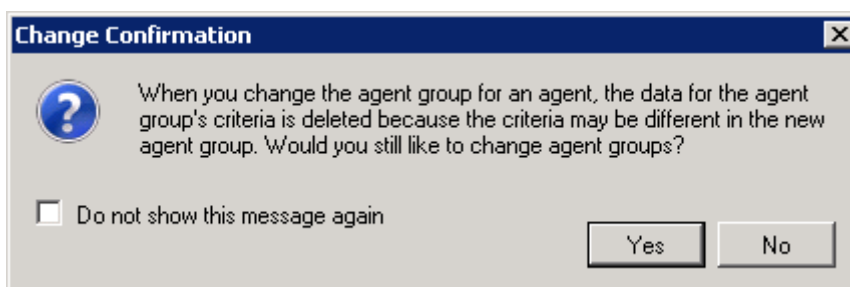 Change Confirmation
When you change the agent group for an agent, the data for the agent
group's criteria is deleted because the criteria may be different in the new
agent group. Would you still like to change agent groups?
Do not show this message again
Yes No